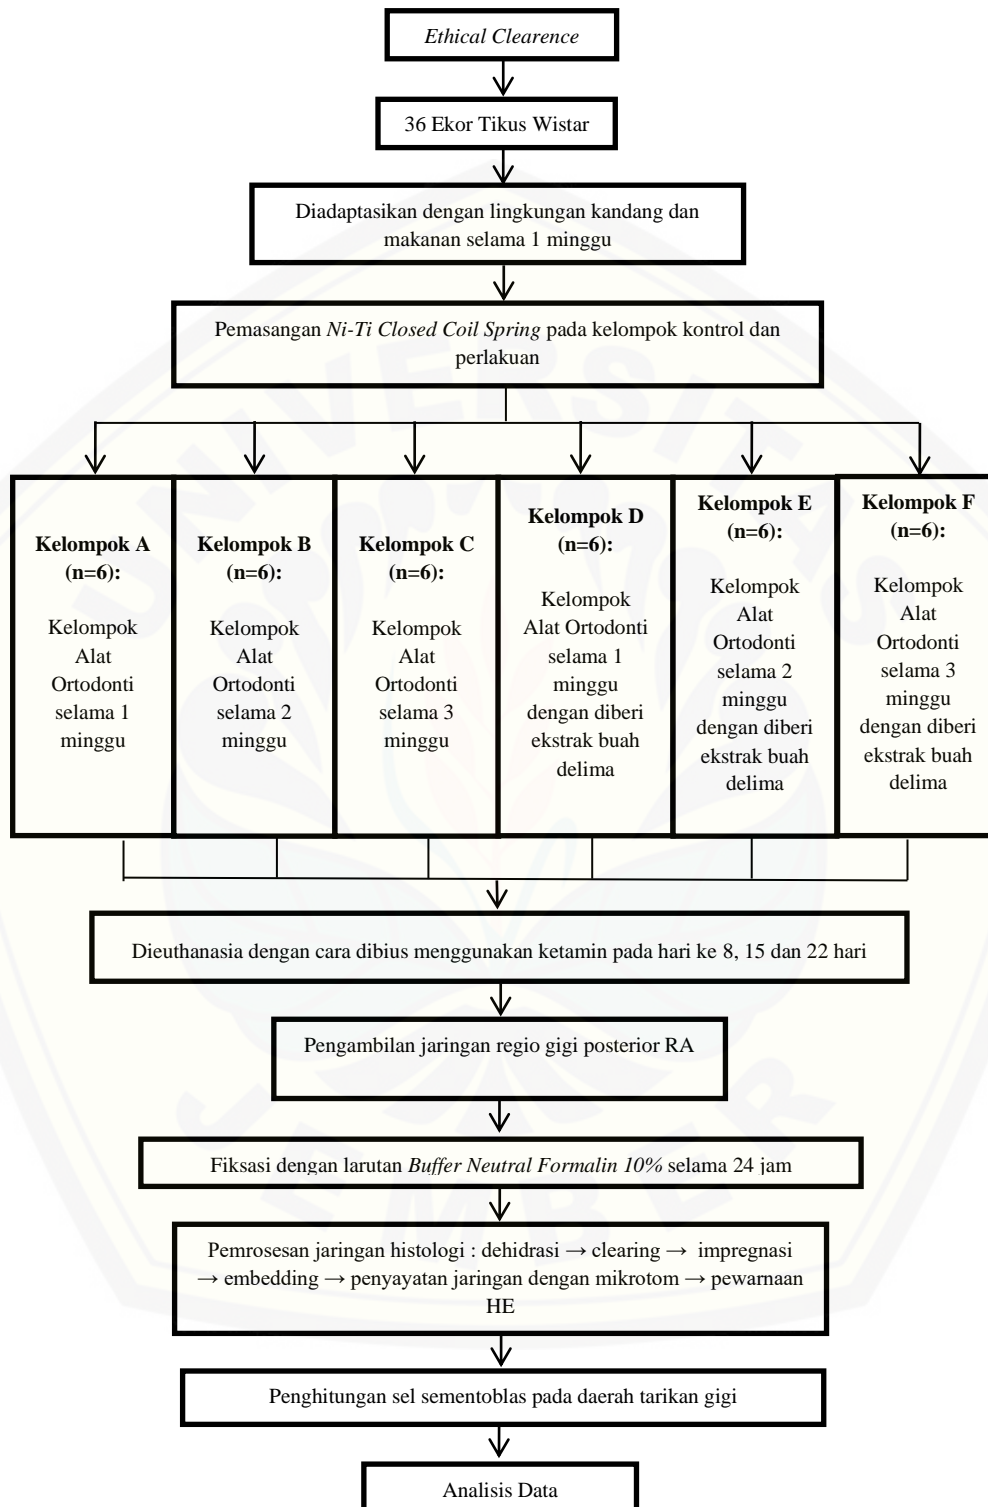 Ethical Clearence
36 Ekor Tikus Wistar
Diadaptasikan dengan lingkungan kandang dan
makanan selama 1 minggu
Pemasangan Ni-Ti Closed Coil Spring pada kelompok kontrol dan
perlakuan
Kelompok A
(n=6):
Kelompok
Alat
Ortodonti
selama 1
minggu
Kelompok B
(n=6):
Kelompok
Alat
Ortodonti
selama 2
minggu
Kelompok C
(n=6):
Kelompok
Alat
Ortodonti
selama 3
minggu
Kelompok D
(n=6):
Kelompok
Alat Ortodonti
selama 1
minggu
dengan diberi
ekstrak buah
delima
Kelompok E
(n=6):
Kelompok
Alat
Ortodonti
selama 2
minggu
dengan diberi
ekstrak buah
delima
Kelompok F
(n=6):
Kelompok
Alat
Ortodonti
selama 3
minggu
dengan diberi
ekstrak buah
delima
Dieuthanasia dengan cara dibius menggunakan ketamin pada hari ke 8, 15 dan 22 hari
Pengambilan jaringan regio gigi posterior RA
Fiksasi dengan larutan Buffer Neutral Formalin 10% selama 24 jam
Pemrosesan jaringan histologi : dehidrasi → clearing → impregnasi
→ embedding → penyayatan jaringan dengan mikrotom → pewarnaan
HE
Penghitungan sel sementoblas pada daerah tarikan gigi
Analisis Data
UNIVERSITAS
JEMBER